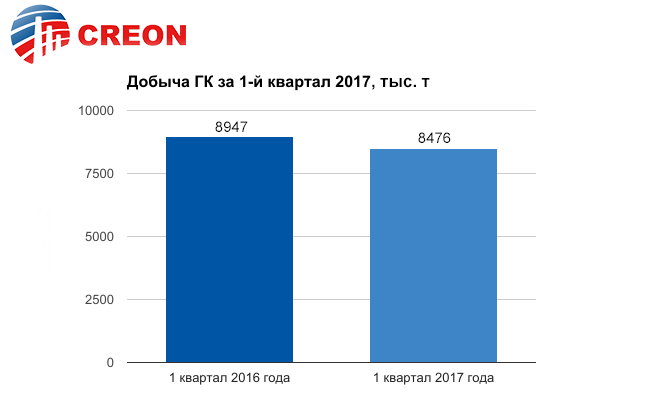 CREON
Добыча ГК за 1-й квартал 2017, тыс. т
10000
8947
8476
7500
5000
2500
0
1 квартал 2016 года
1 квартал 2017 года